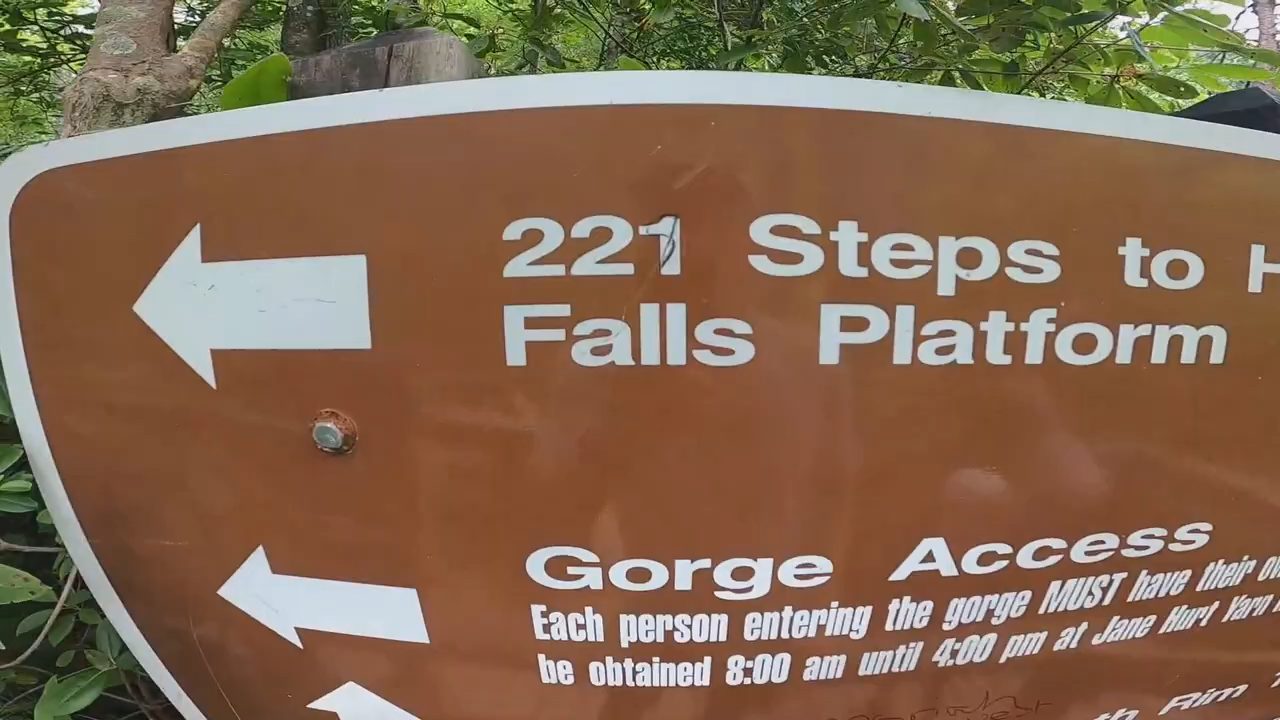 221 Steps to H
Falls Platform
Gorge Access
Each person entering the gorge MUST have their
be obtained 8:00 am until 4:00 pm at Jane Hurt Yarn
Rim